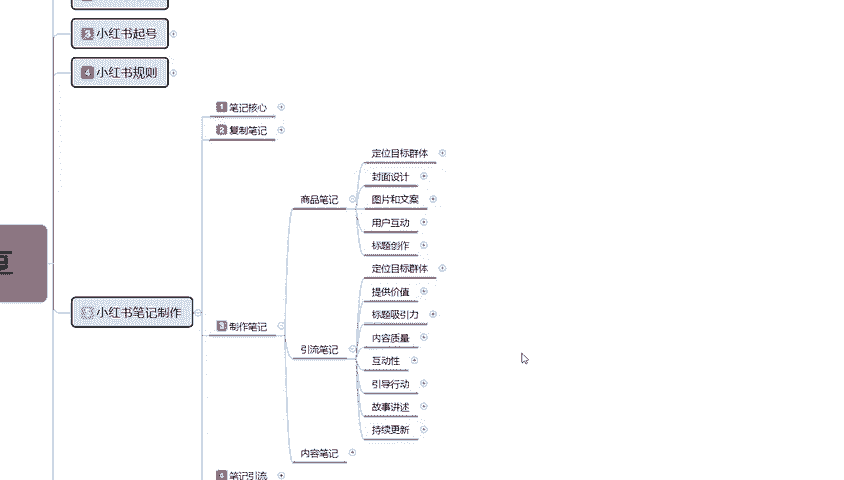 3 小红书起号
4 小红书规则
1 笔记核心
2 复制笔记
定位目标群体
封面设计
商品笔记
图片和文案
用户互动
标题创作
定位目标群体
提供价值
小红书笔记制作
标题吸引力
3 制作笔记
内容质量
引流笔记
互动性
引导行动
故事讲述
持续更新
内容笔记
4 笔记引流